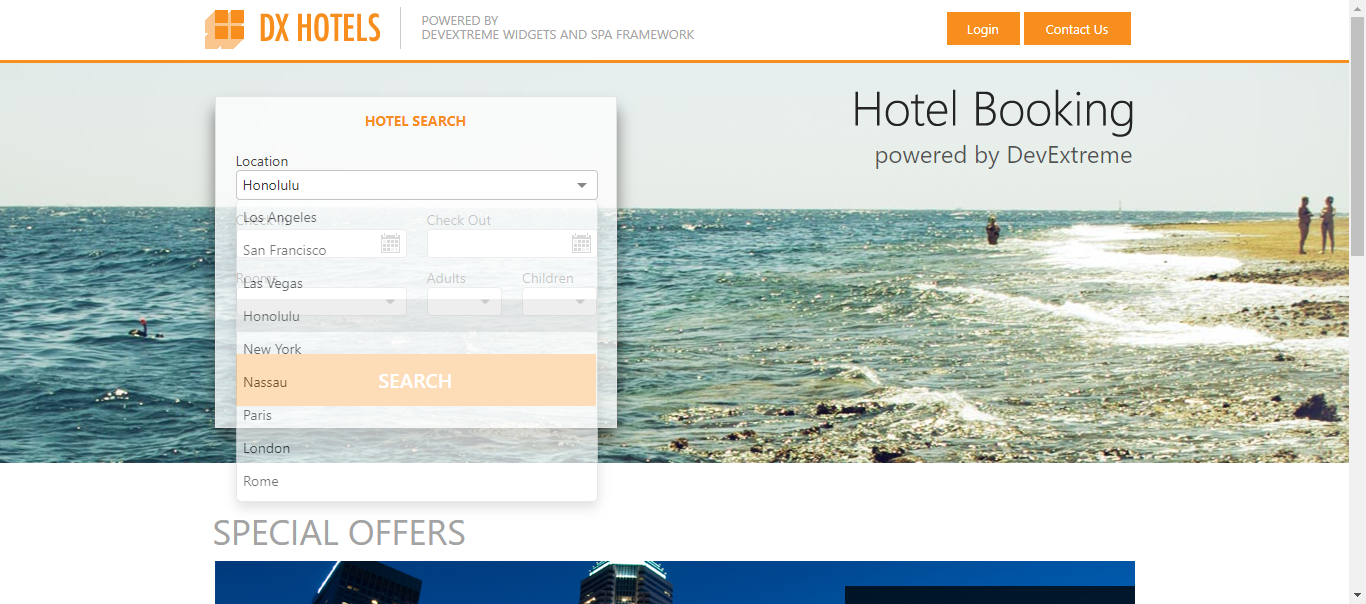 DX HOTELS
POWERED BY
DEVEXTREME WIDGETS AND SPA FRAMEWORK
Login
Contact Us
Hotel Booking
powered by DevExtreme
HOTEL SEARCH
Location
Honolulu
Check In
Check Out
Los Angeles
San Francisco
Rooms
Adults
Children
Las Vegas
Honolulu
New York
Nassau
SEARCH
Paris
London
Rome
SPECIAL OFFERS